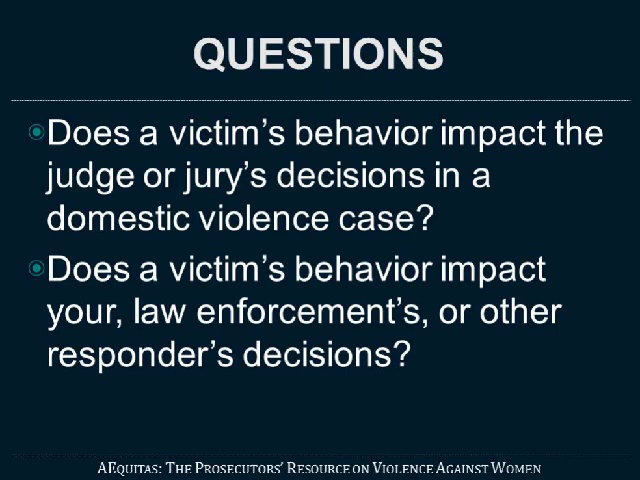 QUESTIONS
Does a victim’s behavior impact the
judge or jury’s decisions in a
domestic violence case?
Does a victim’s behavior impact
your, law enforcement’s, or other
responder’s decisions?
AEQUITAS: THE PROSECUTORS’ RESOURCE ON VIOLENCE AGAINST WOMEN